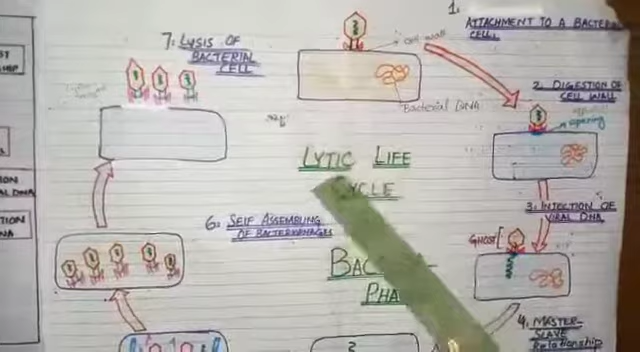 1.
ATTACHMENT TO A BACTERIAL
CELL
7: LYSIS OF
BACTERIAL
CELL
cell wall
Bacterial DNA
2. DIGESTION OF
CELL WALL
opening
LYTIC LIFE
CYCLE
3: INJECTION OF
VIRAL DNA
GHOST
6: SELF ASSEMBLING
OF BACTERIOPHAGES
BAC
PHA
4. MASTER-
SLAVE
Relationship